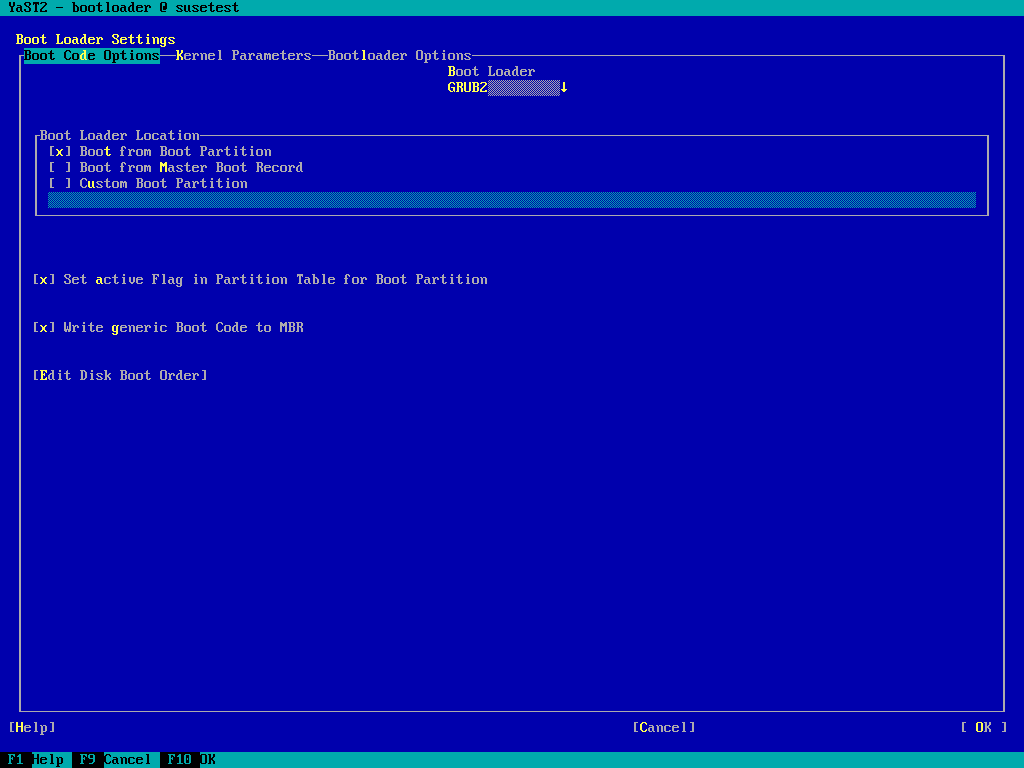 YaST2 - bootloader @ susetest
Boot Loader Settings
Boot Code Options Kernel Parameters Bootloader Options
Boot Loader
GRUB2 ↓
Boot Loader Location
[x] Boot from Boot Partition
[ ] Boot from Master Boot Record
[ ] Custom Boot Partition
[x] Set active Flag in Partition Table for Boot Partition
[x] Write generic Boot Code to MBR
[Edit Disk Boot Order]
[Help] [Cancel] [ OK ]
F1 Help F9 Cancel F10 OK